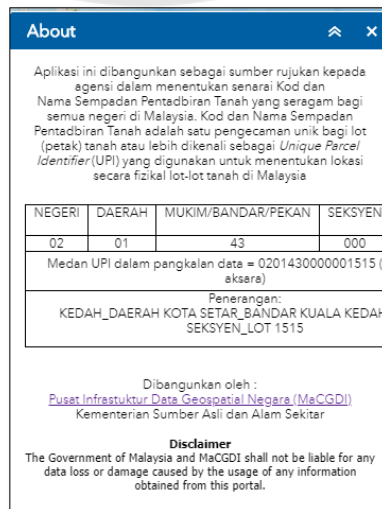 About
Aplikasi ini dibangunkan sebagai sumber rujukan kepada
agensi dalam menentukan senarai Kod dan
Nama Sempadan Pentadbiran Tanah yang seragam bagi
semua negeri di Malaysia. Kod dan Nama Sempadan
Pentadbiran Tanah adalah satu pengecaman unik bagi lot
(petak) tanah atau lebih dikenali sebagai Unique Parcel
Identifier (UPI) yang digunakan untuk menentukan lokasi
secara fizikal lot-lot tanah di Malaysia
NEGERI DAERAH MUKIM/BANDAR/PEKAN SEKSYEN
02 01 43 000
Medan UPI dalam pangkalan data = 0201430000001515 (
aksara)
Penerangan:
KEDAH_DAERAH KOTA SETAR_BANDAR KUALA KEDAH
SEKSYEN_LOT 1515
Dibangunkan oleh :
Pusat Infrastuktur Data Geospatial Negara (MaCGDI)
Kementerian Sumber Asli dan Alam Sekitar
Disclaimer
The Government of Malaysia and MaCGDI shall not be liable for any
data loss or damage caused by the usage of any information
obtained from this portal.